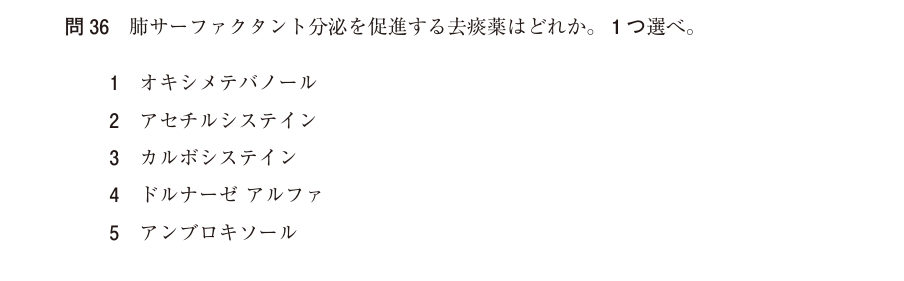 問 36　肺サーファクタント分泌を促進する去痰薬はどれか。1 つ選べ。
1　オキシメテバノール
2　アセチルシステイン
3　カルボシステイン
4　ドルナーゼ アルファ
5　アンブロキソール